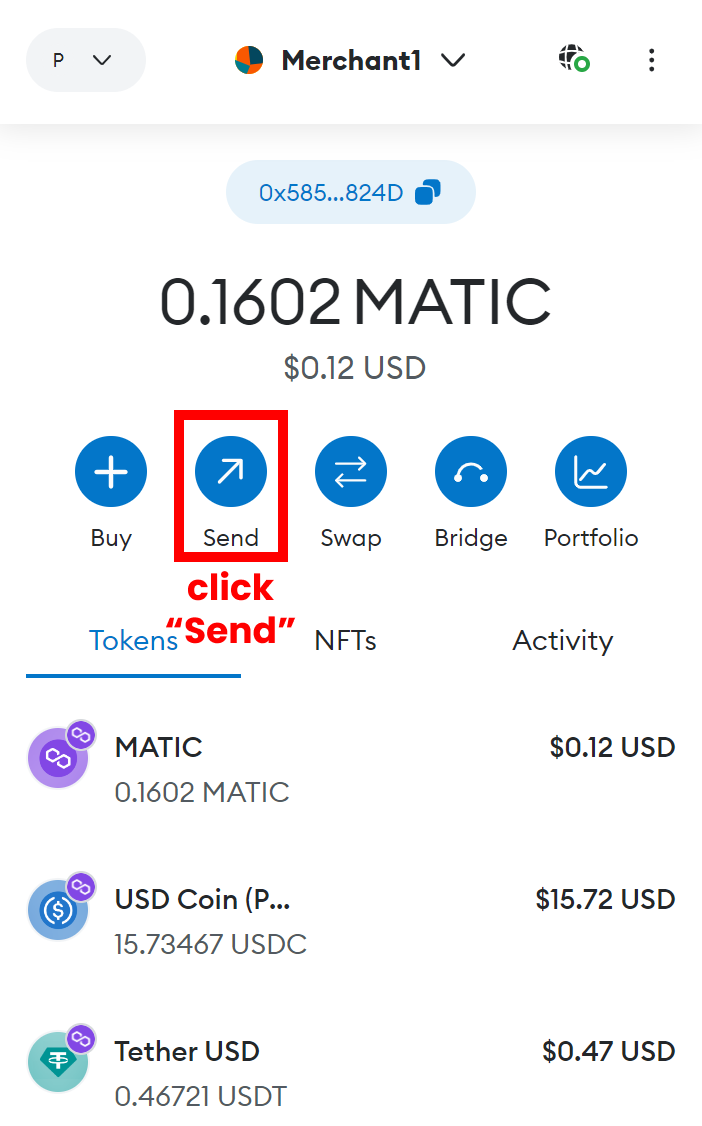 P
Merchant1
0x585...824D
0.1602 MATIC
$0.12 USD
Buy Send Swap Bridge Portfolio
click
“Send”
Tokens NFTs Activity
MATIC $0.12 USD
0.1602 MATIC
USD Coin (P... $15.72 USD
15.73467 USDC
Tether USD $0.47 USD
0.46721 USDT